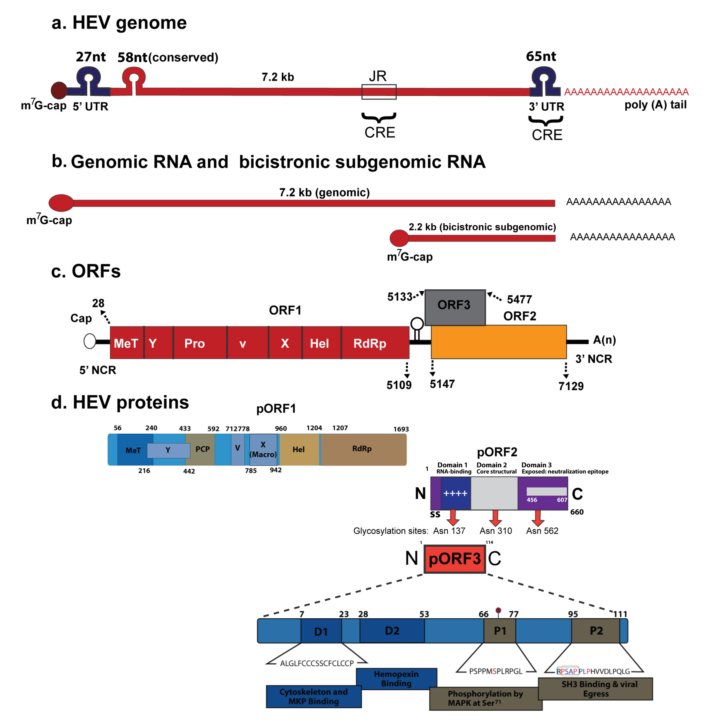 a. HEV genome
27nt 58nt(conserved) 65nt
7.2 kb JR
m7G-cap 5' UTR 3' UTR AAAAAAAAAAAAAAAAAAA
poly (A) tail
CRE CRE
b. Genomic RNA and bicistronic subgenomic RNA
7.2 kb (genomic) AAAAAAAAAAAAAAAA
m7G-cap
2.2 kb (bicistronic subgenomic) AAAAAAAAAAAAAAAA
m7G-cap
c. ORFs
28 5133 5477
Cap ORF1 ORF3 ORF2
MeT Y Pro v X Hel RdRp A(n)
5' NCR 3' NCR
5109 5147 7129
d. HEV proteins
pORF1
56 240 433 592 712 778 960 1204 1207 1693
MeT Y PCP V X (Macro) Hel RdRp
216 442 785 942
pORF2
1 Domain 1 Domain 2 Domain 3
RNA-binding Core structural Exposed: neutralization epitope
N ++++ 456 607 C
SS 660
Glycosylation sites: Asn 137 Asn 310 Asn 562
1 114
N pORF3 C
7 23 28 53 66 77 95 111
D1 D2 P1 P2
ALGLFCCCSSCFCLCCP PSPPMSPLRPGL RPSAPPLPHVVDLPQLG
Cytoskeleton and
MKP Binding
Hemopexin
Binding
Phosphorylation by
MAPK at Ser71
SH3 Binding & viral
Egress